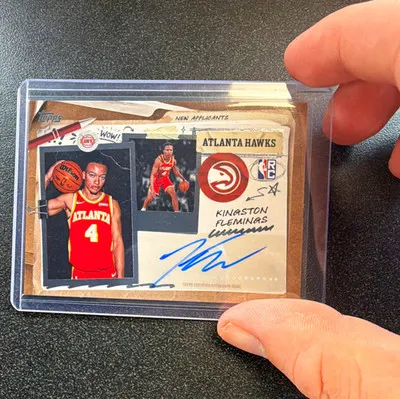 topps
NEW APPLICANTS
WOW!
ATLANTA HAWKS
RC
KINGSTON
FLEMINGS
ATLANTA
4